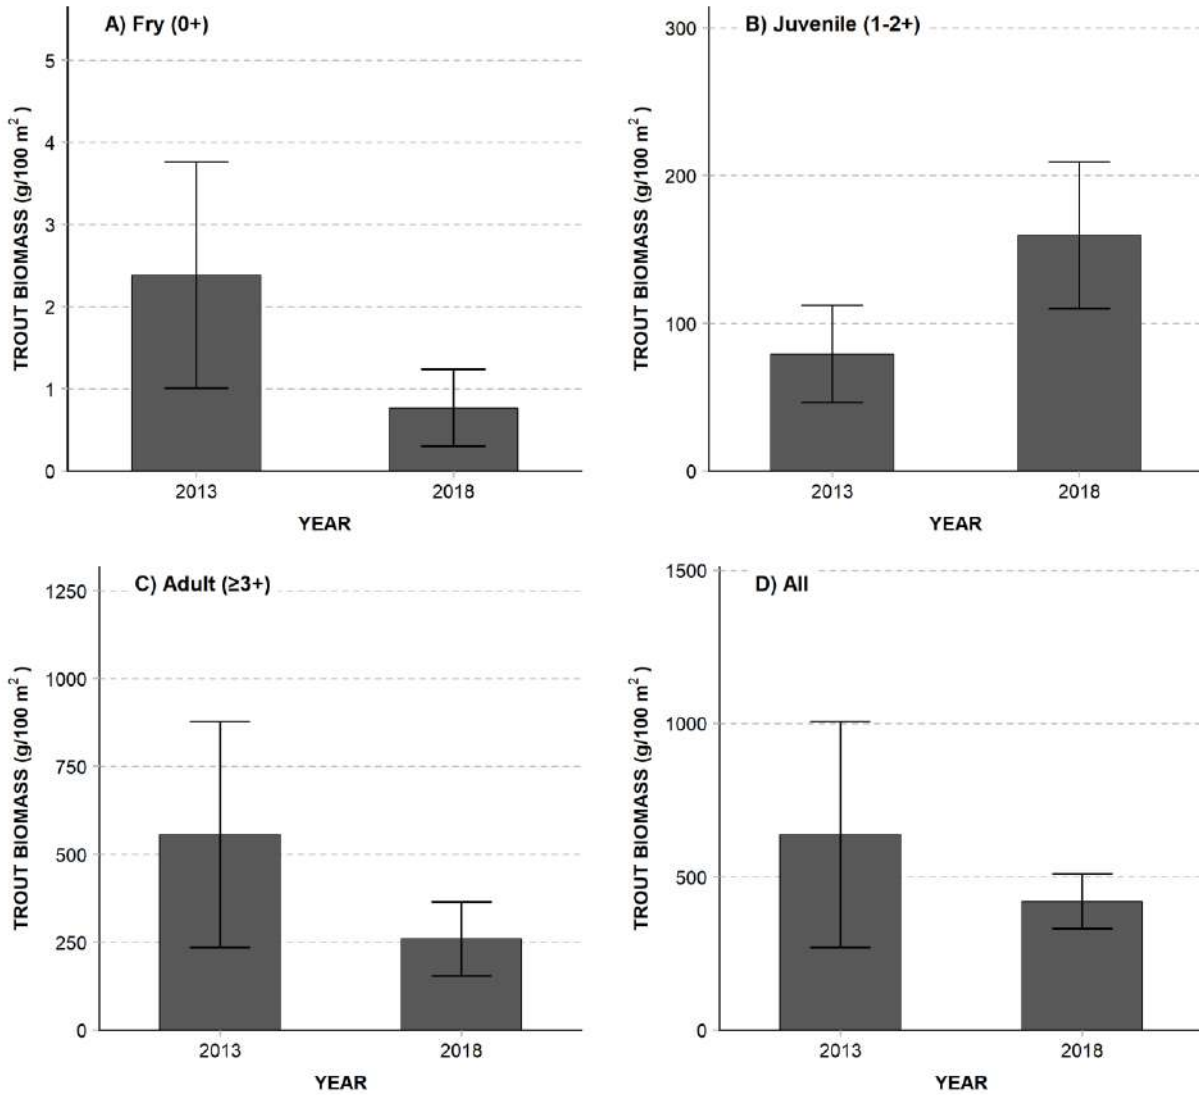 A) Fry (0+)
TROUT BIOMASS (g/100 m²)
5
4
3
2
1
0
2013 2018
YEAR
B) Juvenile (1-2+)
TROUT BIOMASS (g/100 m²)
300
200
100
0
2013 2018
YEAR
C) Adult (≥3+)
TROUT BIOMASS (g/100 m²)
1250
1000
750
500
250
0
2013 2018
YEAR
D) All
TROUT BIOMASS (g/100 m²)
1500
1000
500
0
2013 2018
YEAR